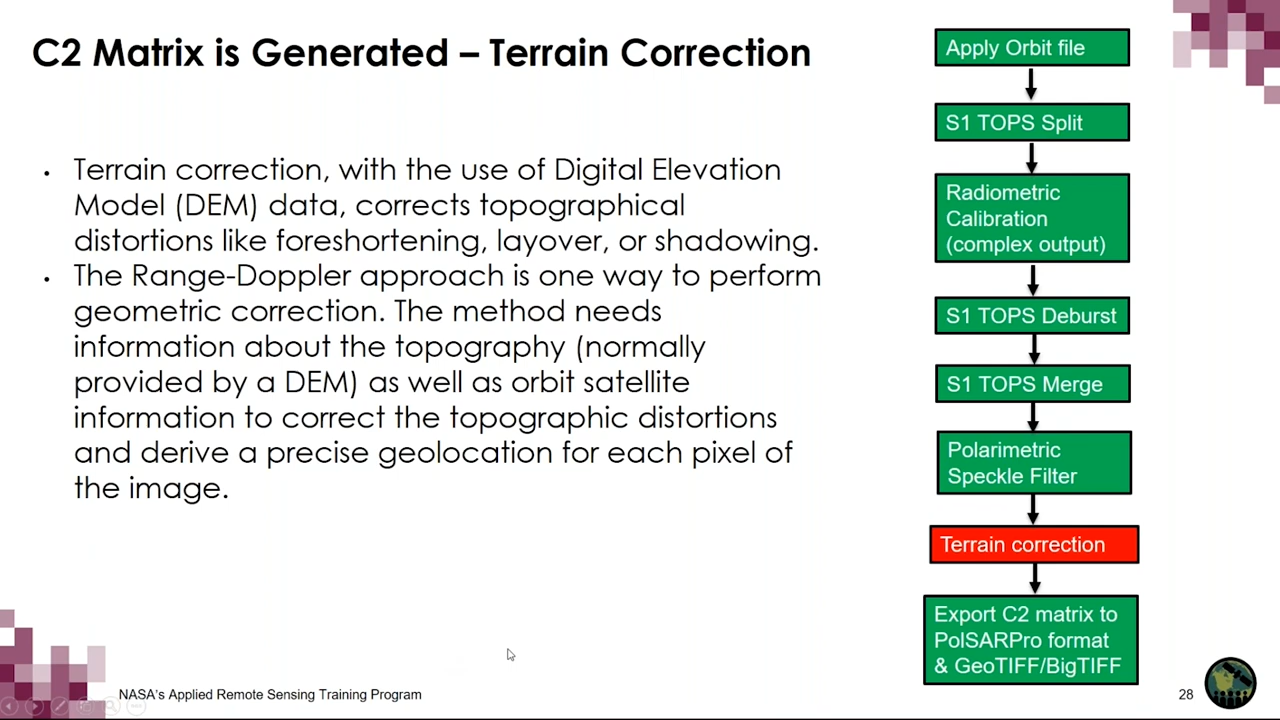 C2 Matrix is Generated – Terrain Correction
• Terrain correction, with the use of Digital Elevation
Model (DEM) data, corrects topographical
distortions like foreshortening, layover, or shadowing.
• The Range-Doppler approach is one way to perform
geometric correction. The method needs
information about the topography (normally
provided by a DEM) as well as orbit satellite
information to correct the topographic distortions
and derive a precise geolocation for each pixel of
the image.
Apply Orbit file
S1 TOPS Split
Radiometric
Calibration
(complex output)
S1 TOPS Deburst
S1 TOPS Merge
Polarimetric
Speckle Filter
Terrain correction
Export C2 matrix to
PolSARPro format
& GeoTIFF/BigTIFF
NASA's Applied Remote Sensing Training Program
28